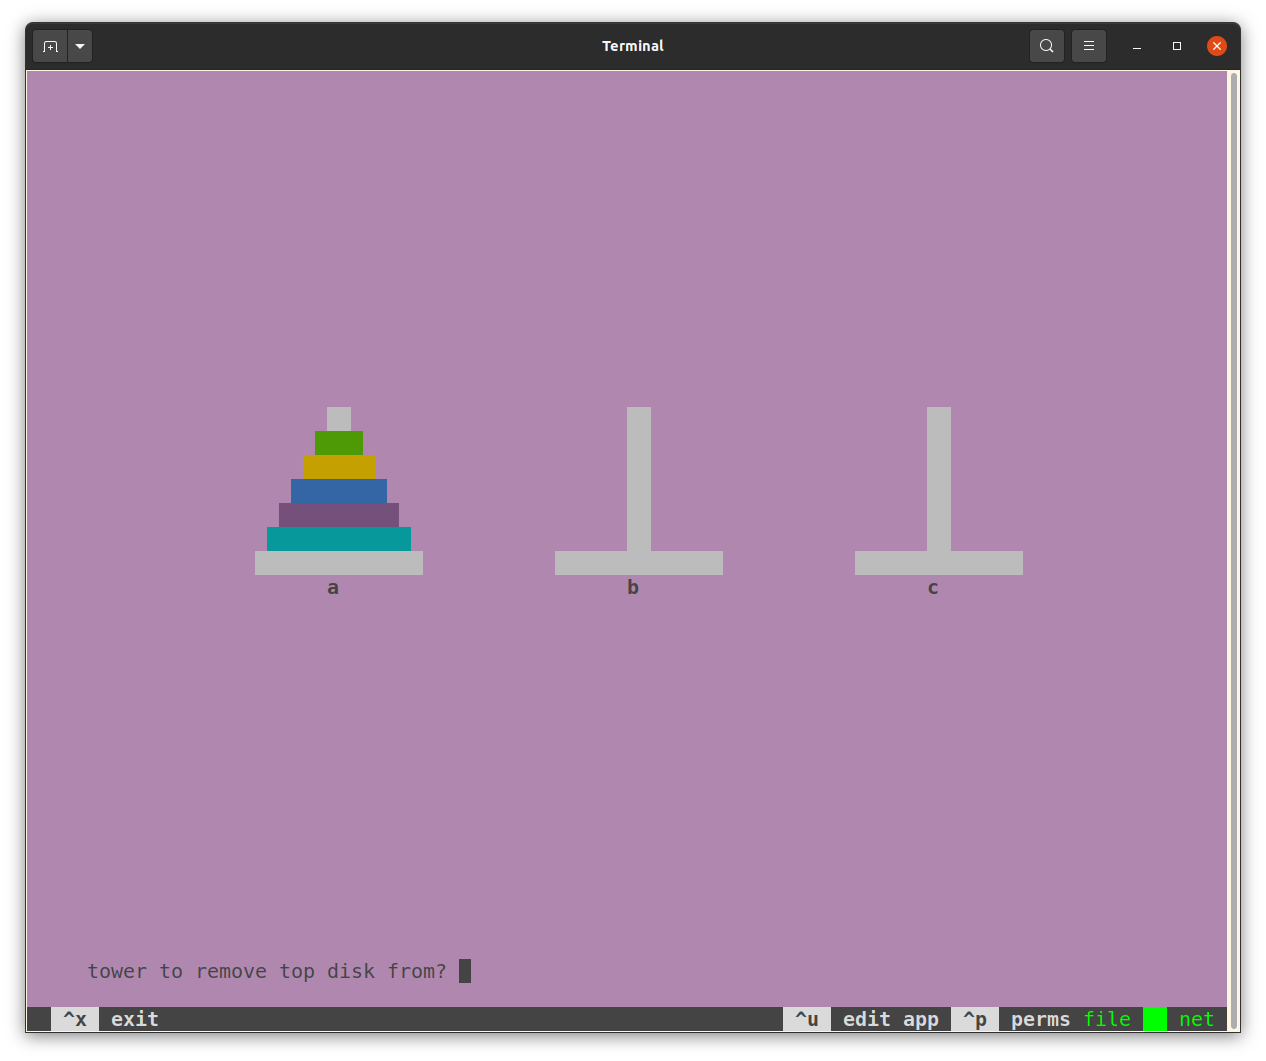 Terminal
a b c
tower to remove top disk from?
^x exit ^u edit app ^p perms file net